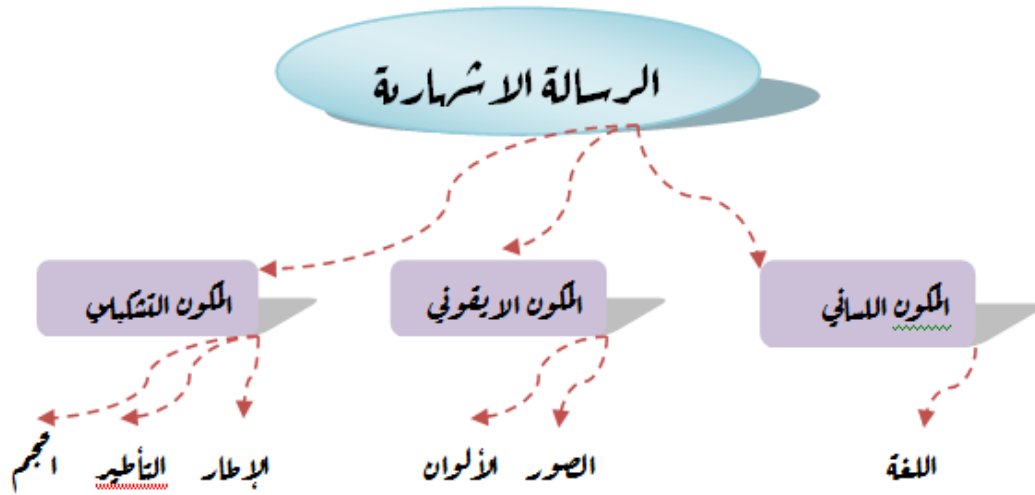 الرسالة الاشهارية
المكون اللساني
المكون الايقوني
المكون التشكيلي
اللغة
الصور
الألوان
الإطار
التأطير
الحجم